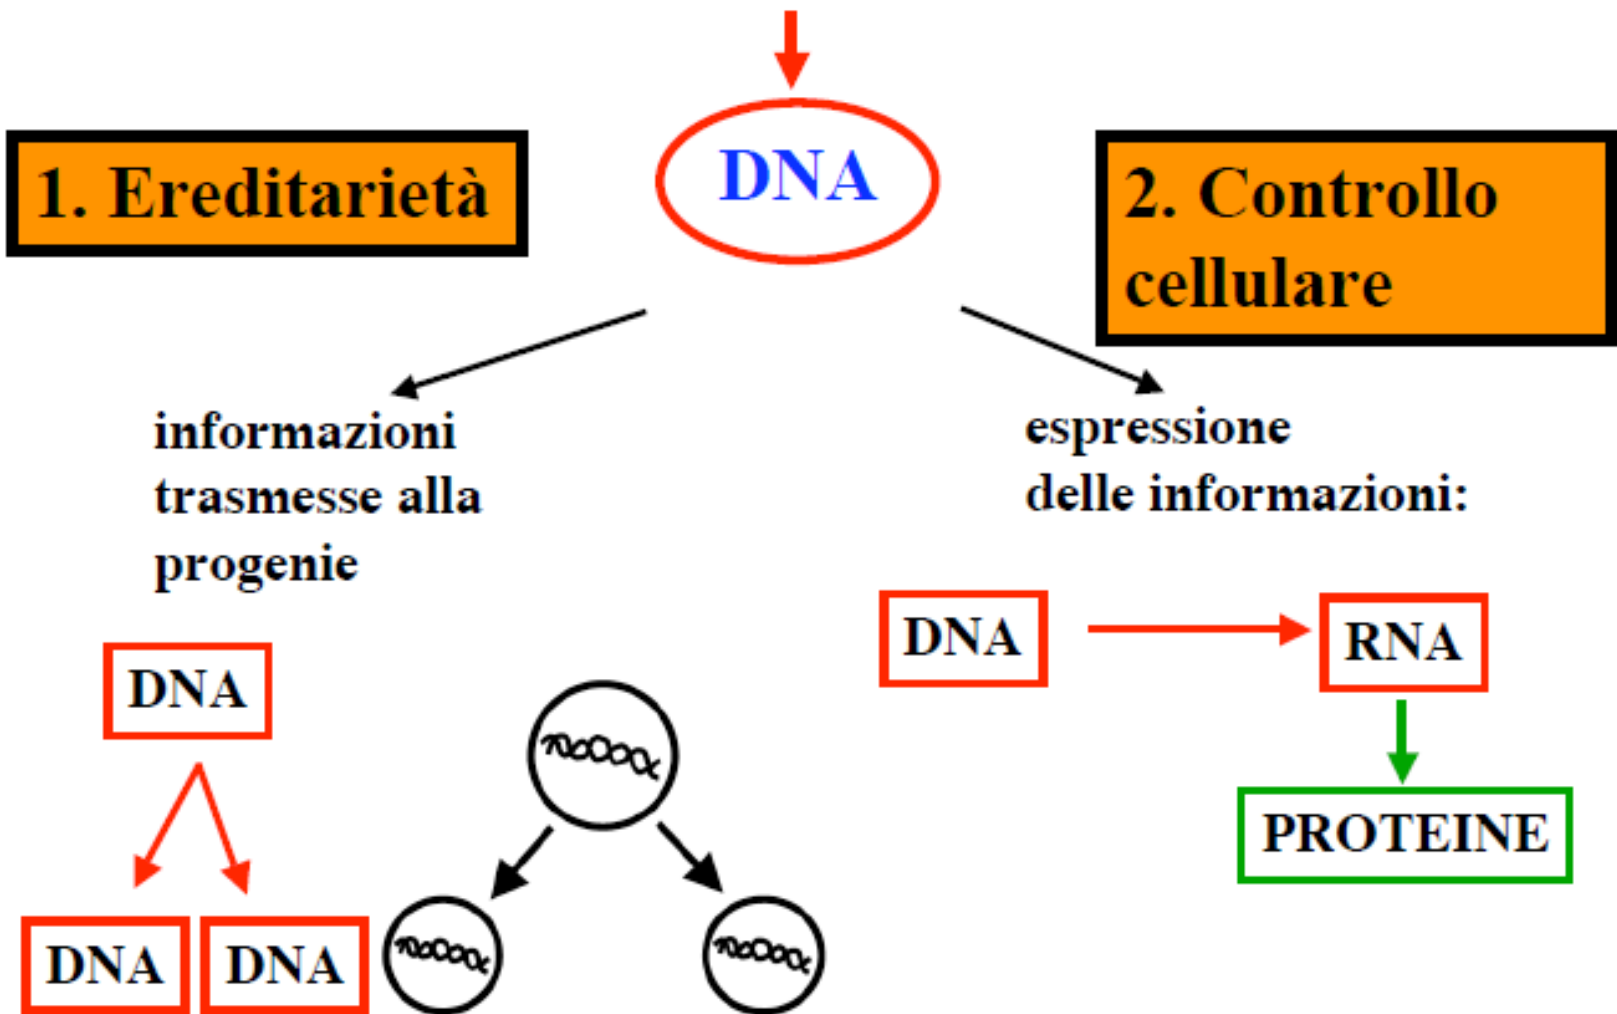 DNA
1. Ereditarietà
2. Controllo
cellulare
informazioni
trasmesse alla
progenie
espressione
delle informazioni:
DNA
DNA DNA
DNA
RNA
PROTEINE